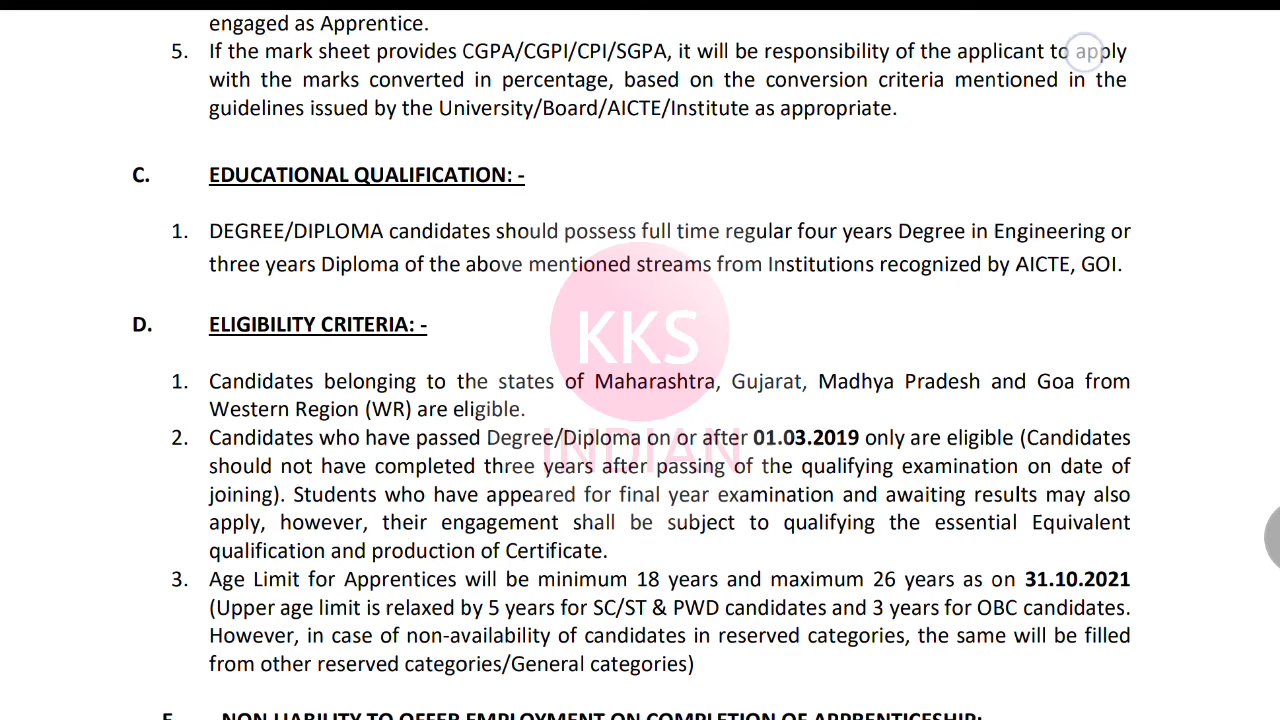 engaged as Apprentice.
5. If the mark sheet provides CGPA/CGPI/CPI/SGPA, it will be responsibility of the applicant to apply
with the marks converted in percentage, based on the conversion criteria mentioned in the
guidelines issued by the University/Board/AICTE/Institute as appropriate.
C. EDUCATIONAL QUALIFICATION: -
1. DEGREE/DIPLOMA candidates should possess full time regular four years Degree in Engineering or
three years Diploma of the above mentioned streams from Institutions recognized by AICTE, GOI.
D. ELIGIBILITY CRITERIA: -
KKS
1. Candidates belonging to the states of Maharashtra, Gujarat, Madhya Pradesh and Goa from
Western Region (WR) are eligible.
2. Candidates who have passed Degree/Diploma on or after 01.03.2019 only are eligible (Candidates
INDIAN
should not have completed three years after passing of the qualifying examination on date of
joining). Students who have appeared for final year examination and awaiting results may also
apply, however, their engagement shall be subject to qualifying the essential Equivalent
qualification and production of Certificate.
3. Age Limit for Apprentices will be minimum 18 years and maximum 26 years as on 31.10.2021
(Upper age limit is relaxed by 5 years for SC/ST & PWD candidates and 3 years for OBC candidates.
However, in case of non-availability of candidates in reserved categories, the same will be filled
from other reserved categories/General categories)
NON LIABILITY TO OFFER EMPLOYMENT ON COMPLETION OF APPRENTICESHIP: